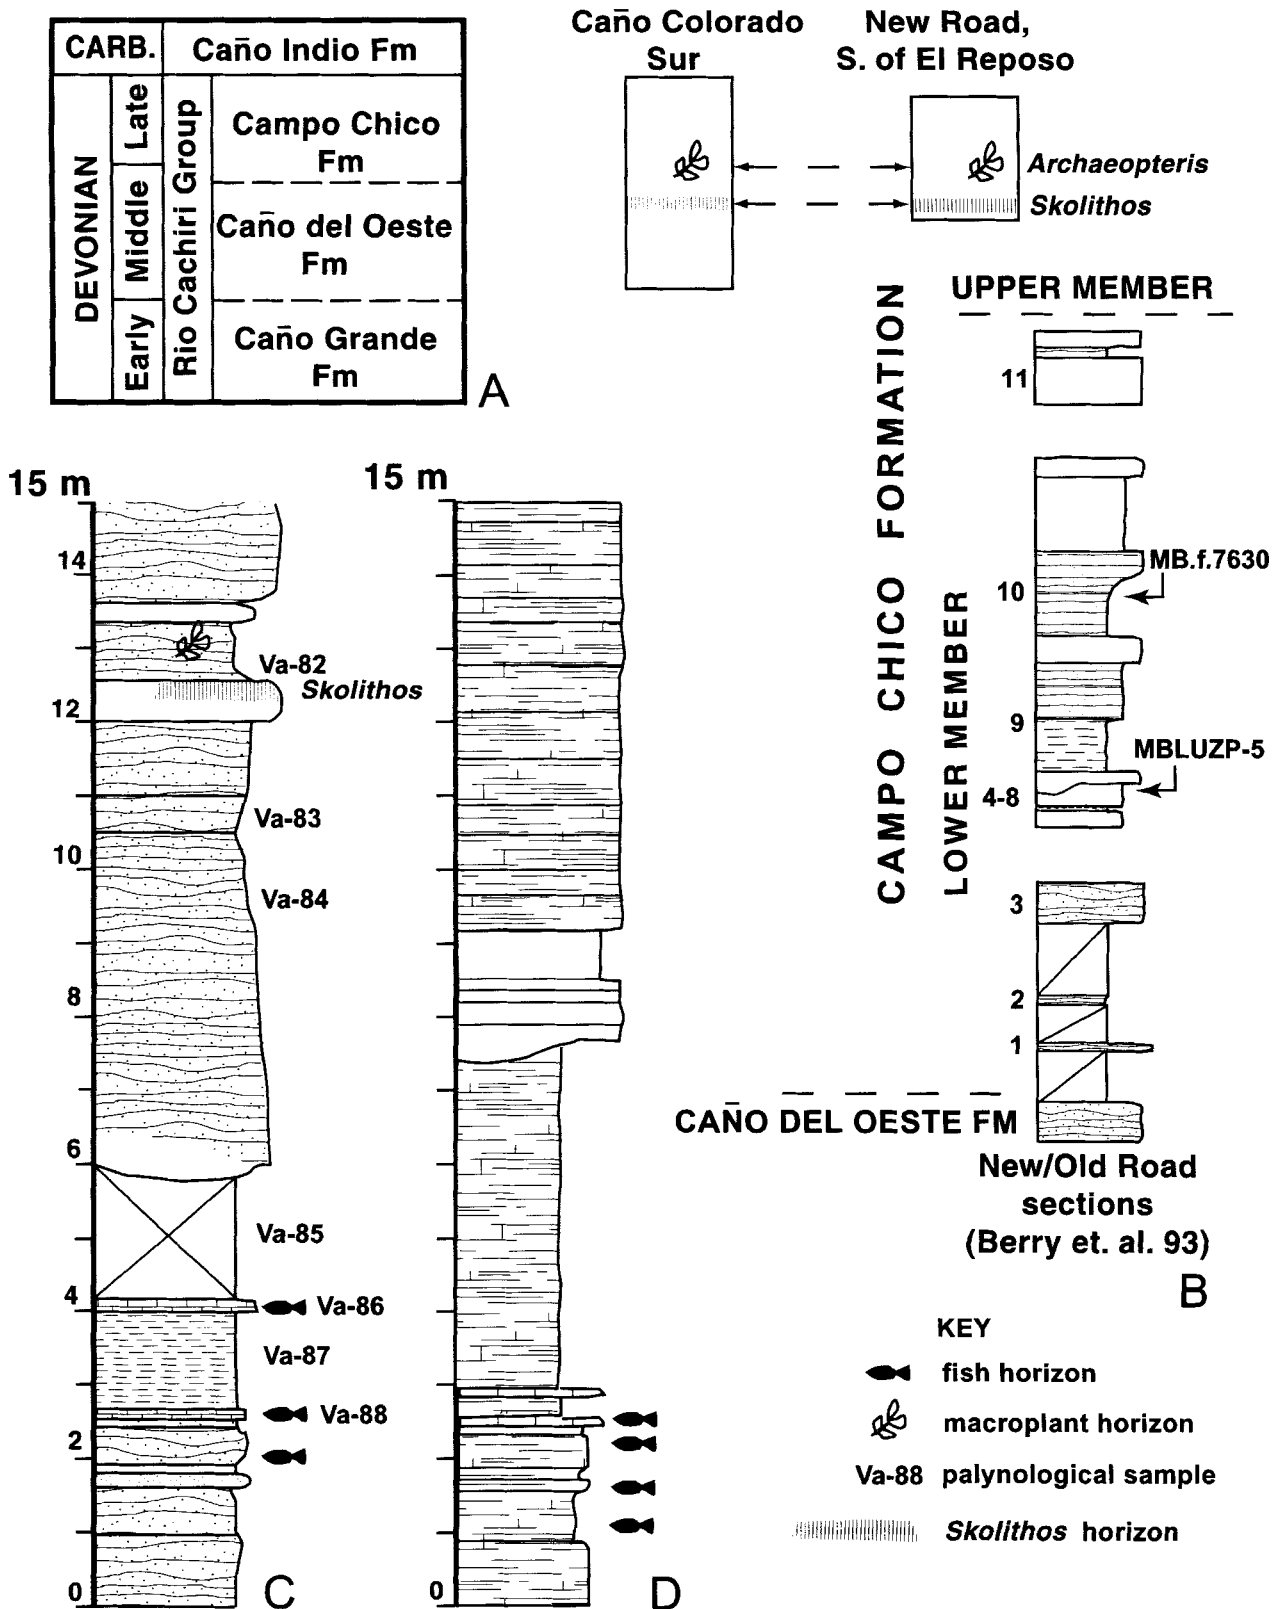 CARB.
Caño Indio Fm
DEVONIAN
Late
Middle
Early
Rio Cachiri Group
Campo Chico
Fm
Caño del Oeste
Fm
Caño Grande
Fm
A
Caño Colorado
Sur
New Road,
S. of El Reposo
Archaeopteris
Skolithos
UPPER MEMBER
CAMPO CHICO FORMATION
LOWER MEMBER
11
10
MB.f.7630
9
MBLUZP-5
4-8
3
2
1
CAÑO DEL OESTE FM
New/Old Road
sections
(Berry et. al. 93)
B
15 m
14
Va-82
Skolithos
12
Va-83
10
Va-84
8
6
Va-85
4
Va-86
Va-87
Va-88
2
0
C
15 m
0
D
KEY
fish horizon
macroplant horizon
Va-88 palynological sample
Skolithos horizon